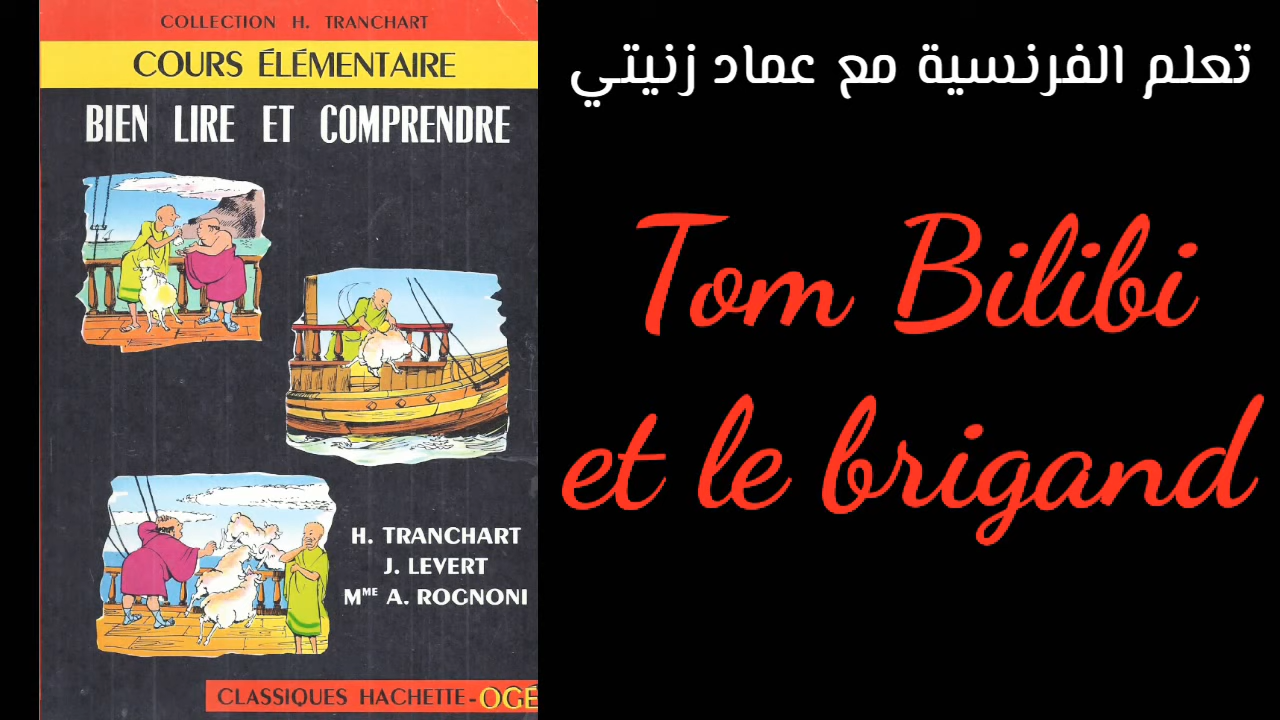 COLLECTION H. TRANCHART
COURS ÉLÉMENTAIRE
BIEN LIRE ET COMPRENDRE
H. TRANCHART
J. LEVERT
MME A. ROGNONI
CLASSIQUES HACHETTE-OGÉ
تعلم الفرنسية مع عماد زنيتي
Tom Bilibi
et le brigand